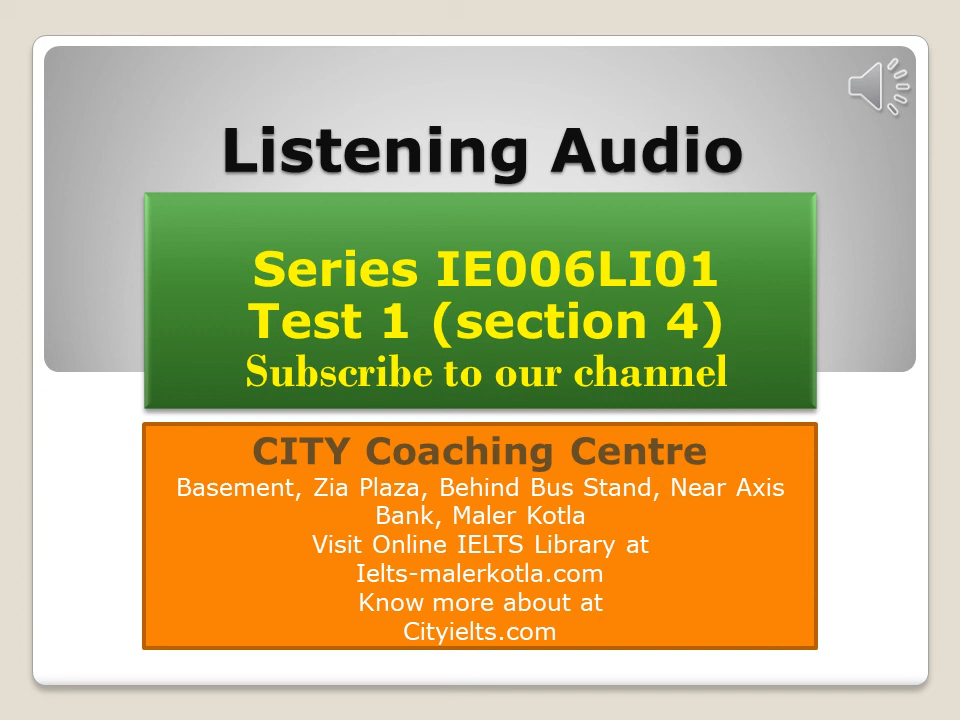 Listening Audio
Series IE006LI01
Test 1 (section 4)
Subscribe to our channel
CITY Coaching Centre
Basement, Zia Plaza, Behind Bus Stand, Near Axis
Bank, Maler Kotla
Visit Online IELTS Library at
Ielts-malerkotla.com
Know more about at
Cityielts.com